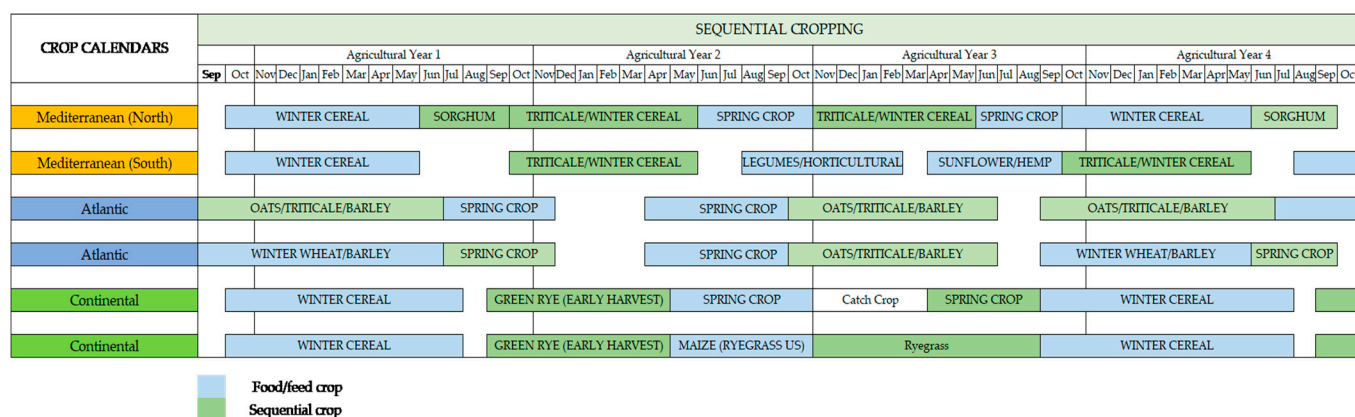 SEQUENTIAL CROPPING
CROP CALENDARS
Agricultural Year 1 Agricultural Year 2 Agricultural Year 3 Agricultural Year 4
Sep Oct Nov Dec Jan Feb Mar Apr May Jun Jul Aug Sep Oct Nov Dec Jan Feb Mar Apr May Jun Jul Aug Sep Oct Nov Dec Jan Feb Mar Apr May Jun Jul Aug Sep Oct Nov Dec Jan Feb Mar Apr May Jun Jul Aug Sep Oct
Mediterranean (North) WINTER CEREAL SORGHUM TRITICALE/WINTER CEREAL SPRING CROP TRITICALE/WINTER CEREAL SPRING CROP WINTER CEREAL SORGHUM
Mediterranean (South) WINTER CEREAL TRITICALE/WINTER CEREAL LEGUMES/HORTICULTURAL SUNFLOWER/HEMP TRITICALE/WINTER CEREAL
Atlantic OATS/TRITICALE/BARLEY SPRING CROP SPRING CROP OATS/TRITICALE/BARLEY OATS/TRITICALE/BARLEY
Atlantic WINTER WHEAT/BARLEY SPRING CROP SPRING CROP OATS/TRITICALE/BARLEY WINTER WHEAT/BARLEY SPRING CROP
Continental WINTER CEREAL GREEN RYE (EARLY HARVEST) SPRING CROP Catch Crop SPRING CROP WINTER CEREAL
Continental WINTER CEREAL GREEN RYE (EARLY HARVEST) MAIZE (RYEGRASS US) Ryegrass WINTER CEREAL
Food/feed crop
Sequential crop